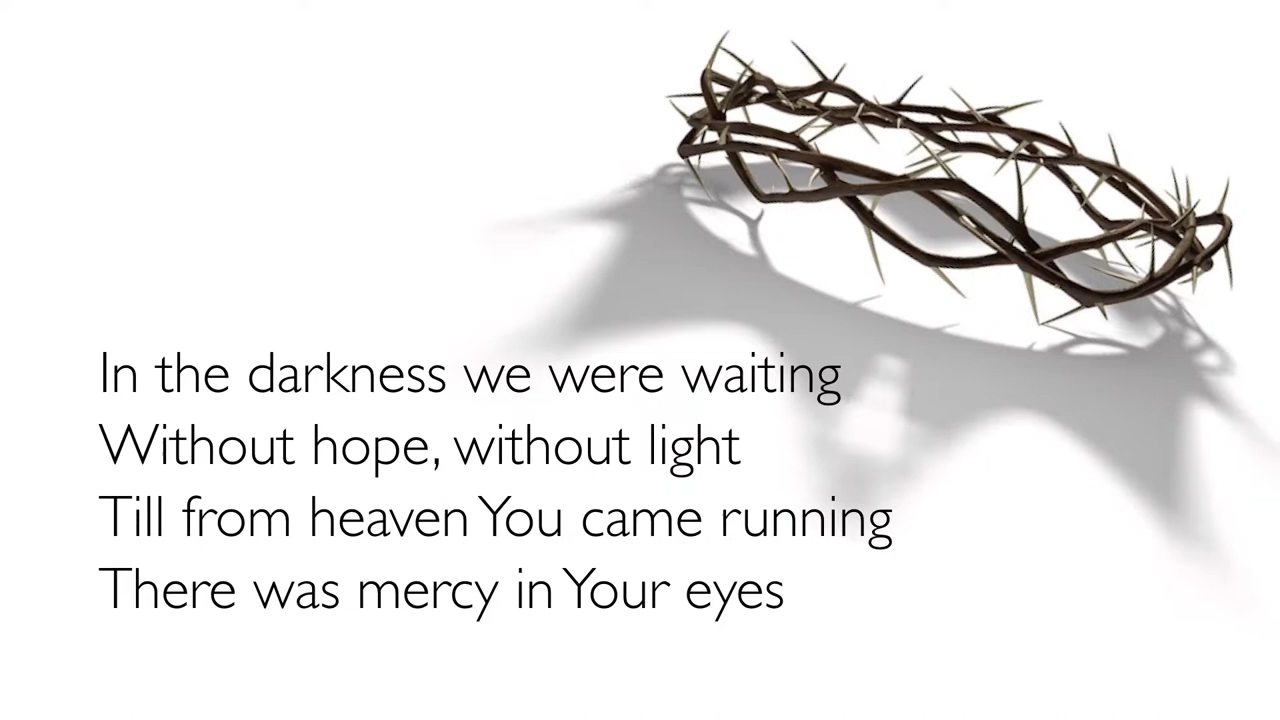 In the darkness we were waiting
Without hope, without light
Till from heaven You came running
There was mercy in Your eyes